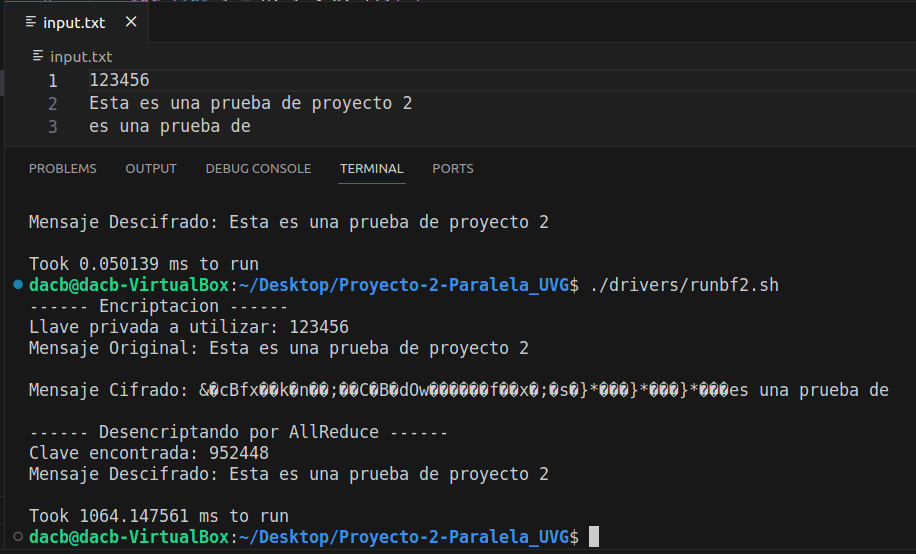 input.txt
input.txt
1 123456
2 Esta es una prueba de proyecto 2
3 es una prueba de
PROBLEMS OUTPUT DEBUG CONSOLE TERMINAL PORTS
Mensaje Descifrado: Esta es una prueba de proyecto 2
Took 0.050139 ms to run
dacb@dacb-VirtualBox:~/Desktop/Proyecto-2-Paralela_UVG$ ./drivers/runbf2.sh
------ Encriptacion ------
Llave privada a utilizar: 123456
Mensaje Original: Esta es una prueba de proyecto 2
Mensaje Cifrado: &�cBfx��k�n��;��C�B�dOw������f��x�;�s�}*���}*���}*���es una prueba de
------ Desencriptando por AllReduce ------
Clave encontrada: 952448
Mensaje Descifrado: Esta es una prueba de proyecto 2
Took 1064.147561 ms to run
dacb@dacb-VirtualBox:~/Desktop/Proyecto-2-Paralela_UVG$